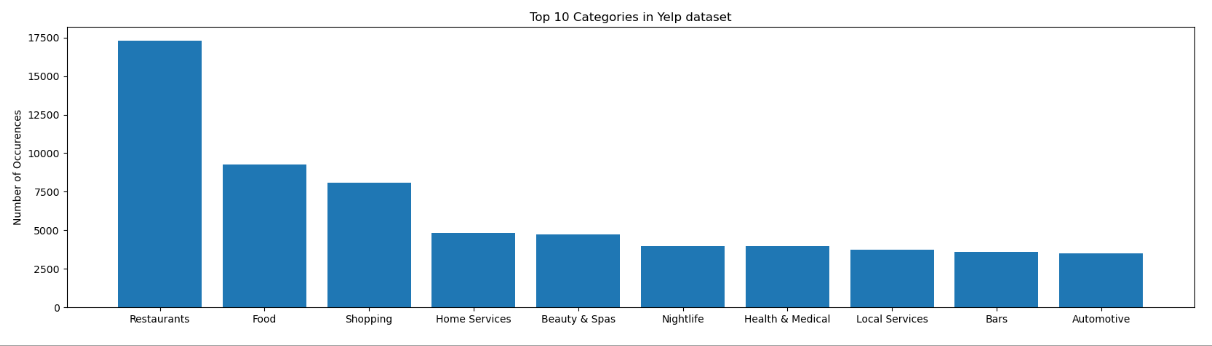 Top 10 Categories in Yelp dataset
Number of Occurences
17500
15000
12500
10000
7500
5000
2500
0
Restaurants Food Shopping Home Services Beauty & Spas Nightlife Health & Medical Local Services Bars Automotive